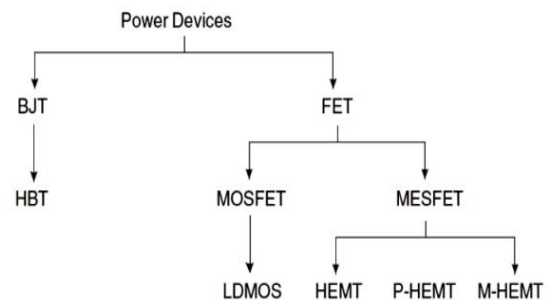 Power Devices
BJT FET
HBT MOSFET MESFET
LDMOS HEMT P-HEMT M-HEMT